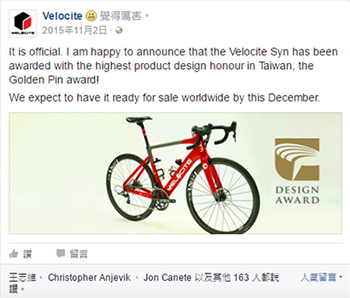 Velocite 😀 覺得厲害。
2015年11月2日
It is official. I am happy to announce that the Velocite Syn has been
awarded with the highest product design honour in Taiwan, the
Golden Pin award!
We expect to have it ready for sale worldwide by this December.
VELOCITE
DESIGN
AWARD
讚 留言
Christopher Anjevik、 Jon Canete 以及其他 163 人都說
讚。
人氣留言